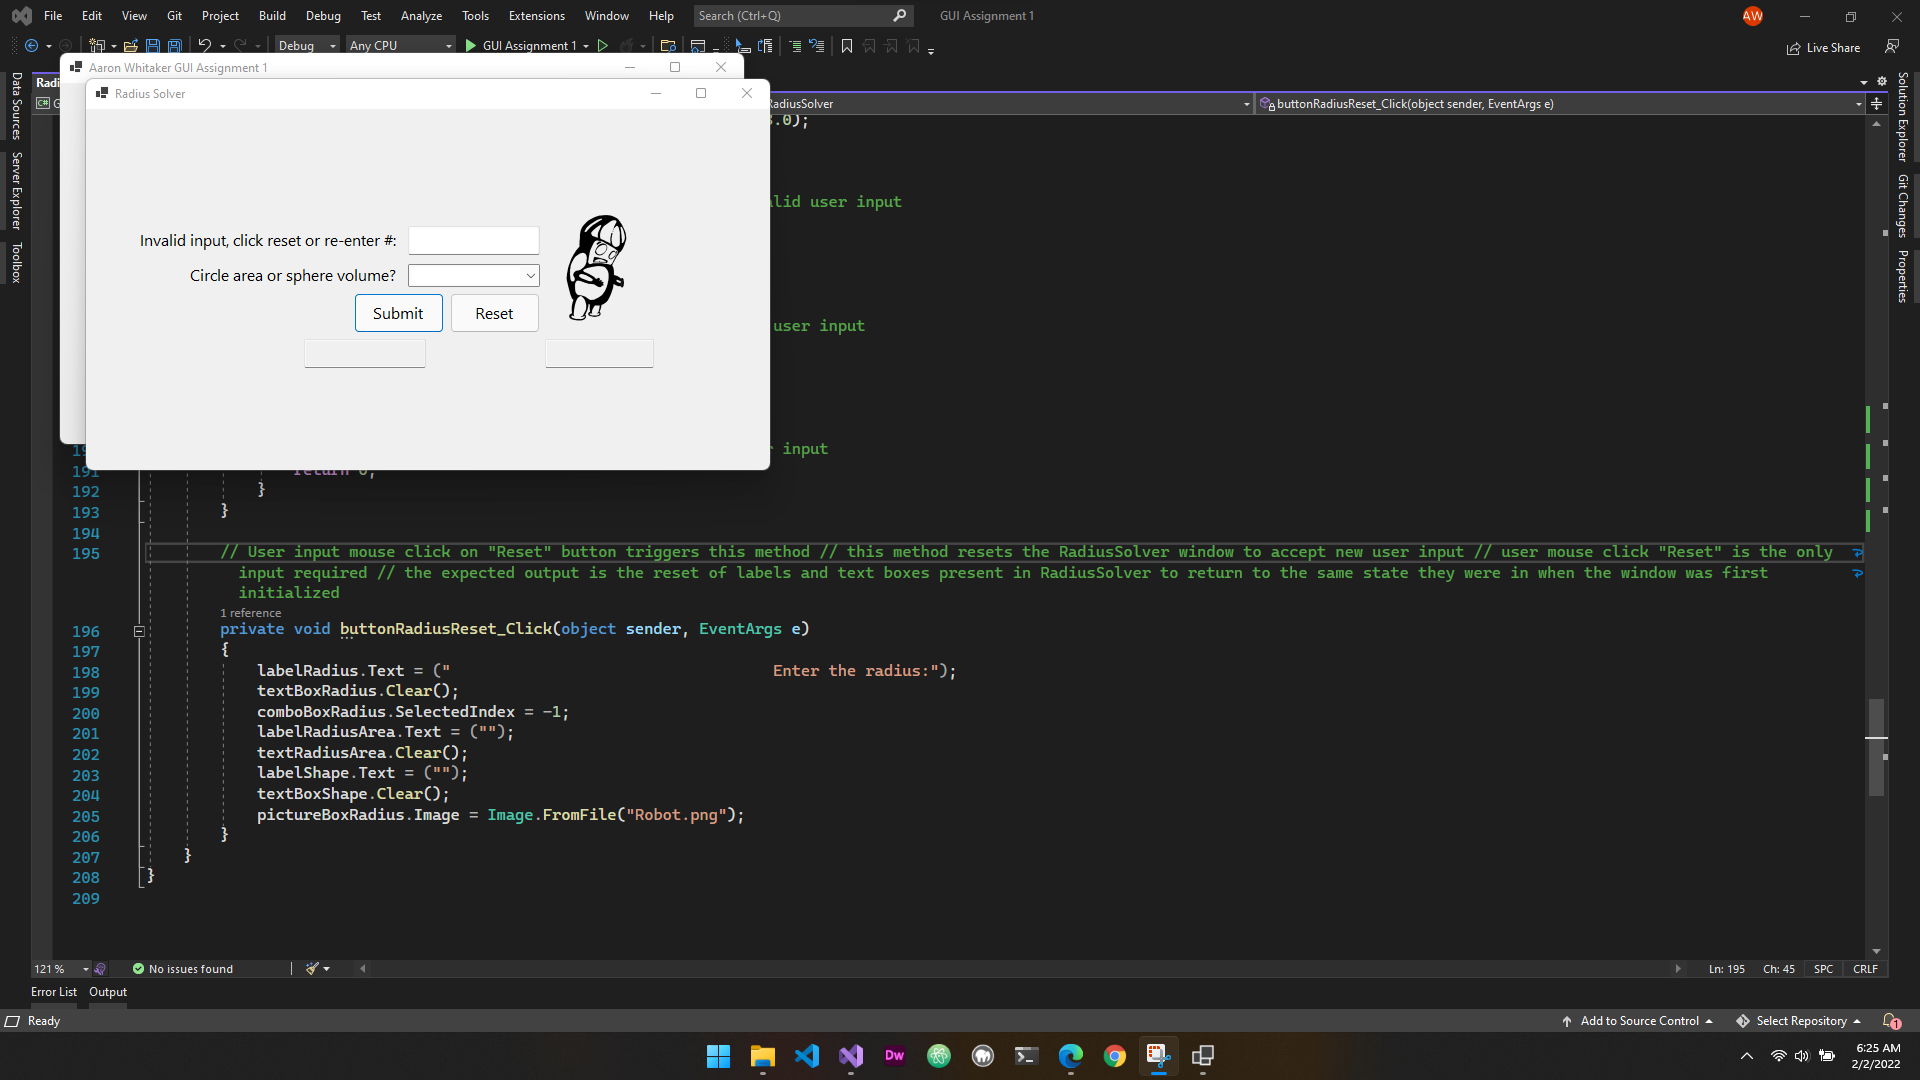 File Edit View Git Project Build Debug Test Analyze Tools Extensions Window Help Search (Ctrl+Q) GUI Assignment 1 AW
Debug Any CPU GUI Assignment 1 Live Share
Aaron Whitaker GUI Assignment 1
Radius Solver
Data Sources
Server Explorer
Toolbox
Solution Explorer
Git Changes
Properties
Radi
C# G
RadiusSolver
buttonRadiusReset_Click(object sender, EventArgs e)
.0);
lid user input
Invalid input, click reset or re-enter #:
Circle area or sphere volume?
Submit Reset
user input
input
191 return
192 }
193 }
194
195 // User input mouse click on "Reset" button triggers this method // this method resets the RadiusSolver window to accept new user input // user mouse click "Reset" is the only
input required // the expected output is the reset of labels and text boxes present in RadiusSolver to return to the same state they were in when the window was first
initialized
1 reference
196 private void buttonRadiusReset_Click(object sender, EventArgs e)
197 {
198 labelRadius.Text = (" Enter the radius:");
199 textBoxRadius.Clear();
200 comboBoxRadius.SelectedIndex = -1;
201 labelRadiusArea.Text = ("");
202 textRadiusArea.Clear();
203 labelShape.Text = ("");
204 textBoxShape.Clear();
205 pictureBoxRadius.Image = Image.FromFile("Robot.png");
206 }
207 }
208 }
209
121 % No issues found Ln: 195 Ch: 45 SPC CRLF
Error List Output
Ready Add to Source Control Select Repository 1
Dw
6:25 AM
2/2/2022